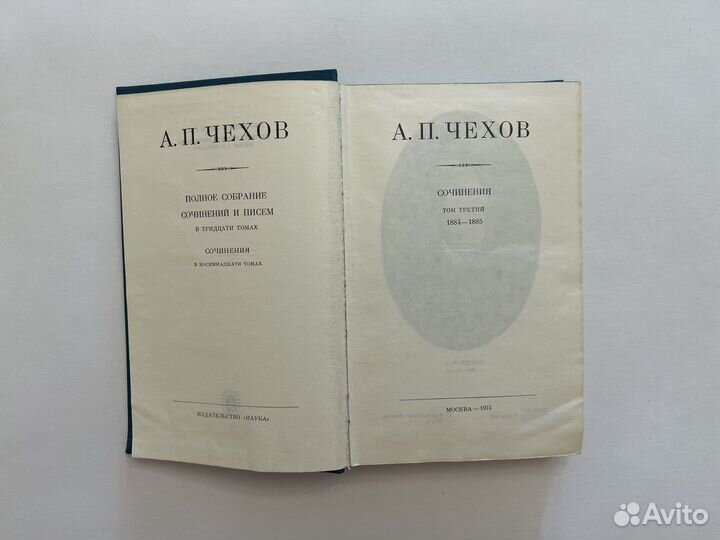 А. П. ЧЕХОВ
ПОЛНОЕ СОБРАНИЕ
СОЧИНЕНИЙ И ПИСЕМ
В ТРИДЦАТИ ТОМАХ
СОЧИНЕНИЯ
В ВОСЕМНАДЦАТИ ТОМАХ
ИЗДАТЕЛЬСТВО «НАУКА»
А. П. ЧЕХОВ
СОЧИНЕНИЯ
ТОМ ТРЕТИЙ
1884—1885
МОСКВА — 1975
Avito